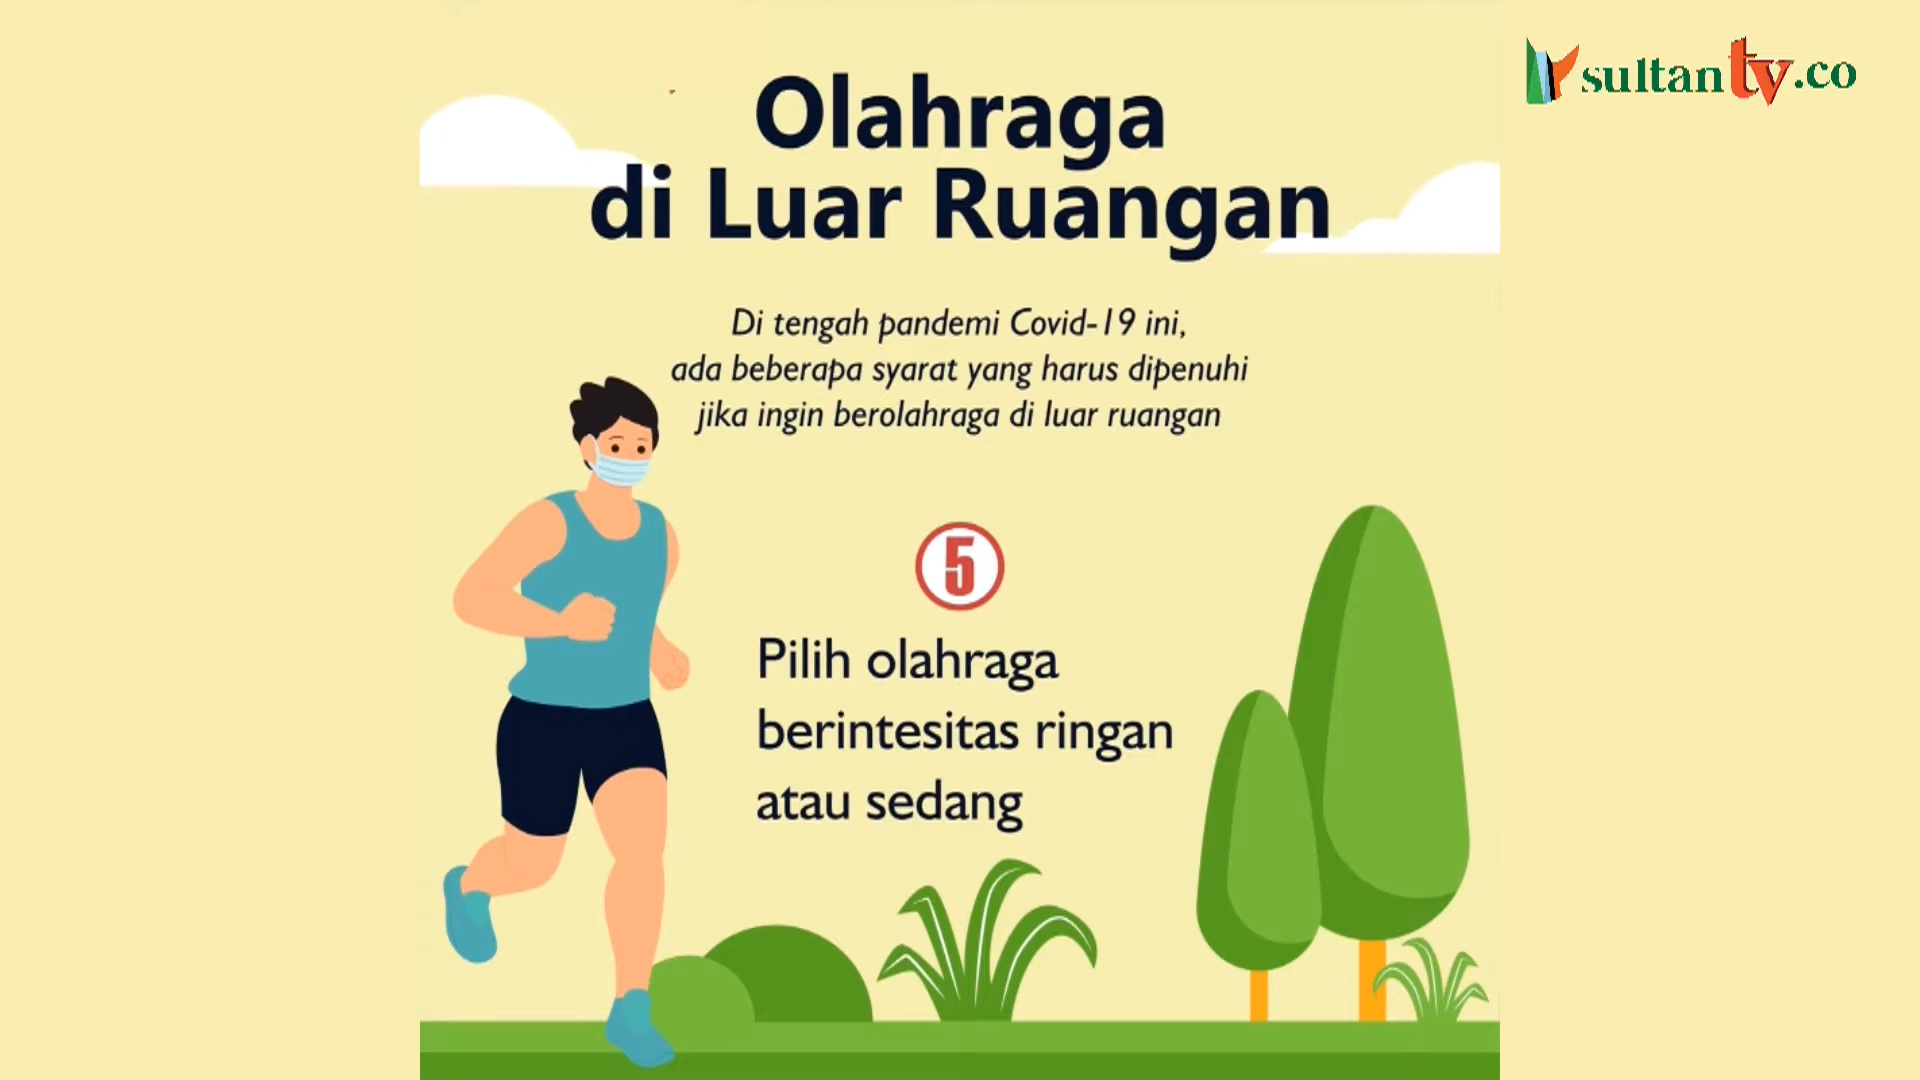 Olahraga
di Luar Ruangan
sultantv.co
Di tengah pandemi Covid-19 ini,
ada beberapa syarat yang harus dipenuhi
jika ingin berolahraga di luar ruangan
5
Pilih olahraga
berintesitas ringan
atau sedang